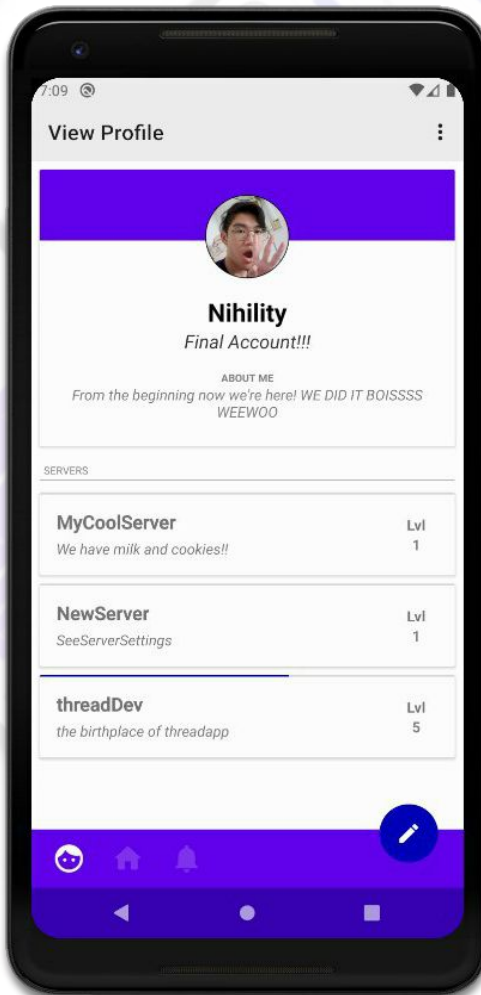 7:09
View Profile
Nihility
Final Account!!!
ABOUT ME
From the beginning now we're here! WE DID IT BOISSSS
WEEWOO
SERVERS
MyCoolServer
We have milk and cookies!!
Lvl
1
NewServer
SeeServerSettings
Lvl
1
threadDev
the birthplace of threadapp
Lvl
5